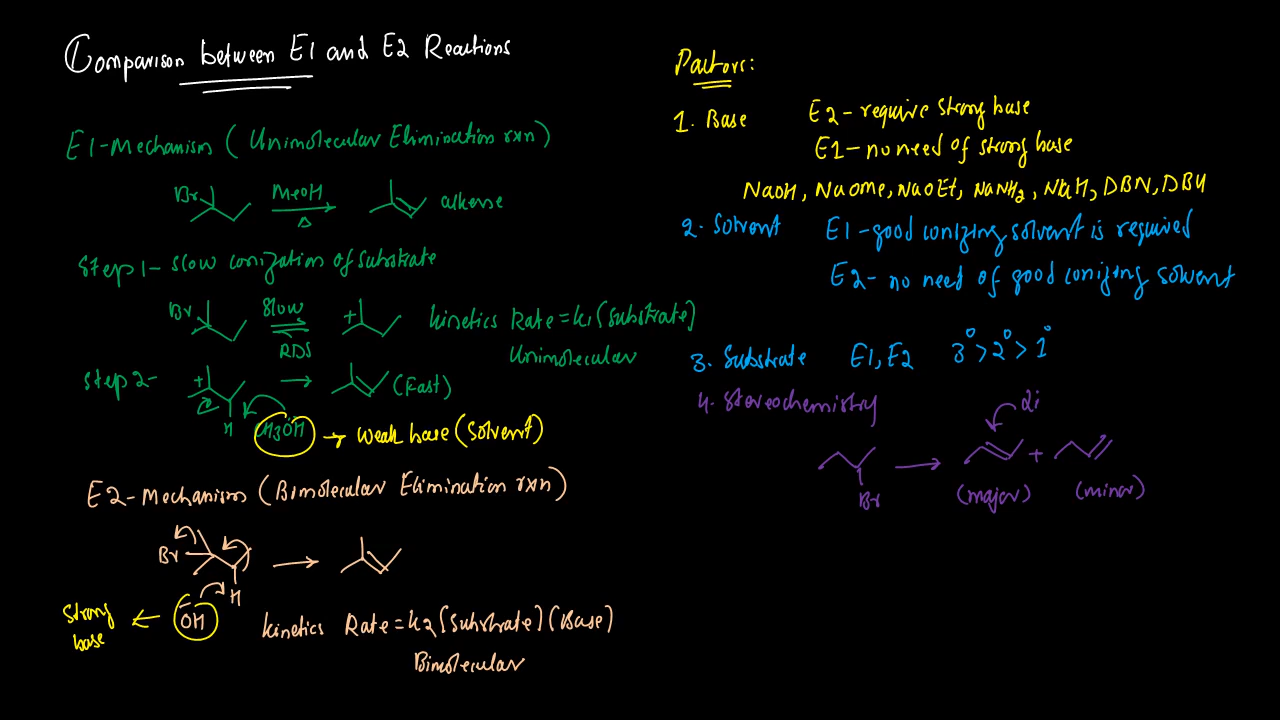 Comparison between E1 and E2 Reactions
E1-Mechanism (Unimolecular Elimination rxn)
Br
MeOH
Δ
alkene
Step 1- slow ionization of substrate
Br
slow
RDS
+
kinetics Rate = k1[substrate]
Unimolecular
Step 2-
+
H
CH3OH
(Fast)
→ weak base (solvent)
E2-Mechanism (Bimolecular Elimination rxn)
Br
H
OH
strong base
kinetics Rate = k2[substrate](Base)
Bimolecular
Factors:
1. Base
E2 - require strong base
E1 - no need of strong base
NaOH, NaOMe, NaOEt, NaNH2, NaH, DBN, DBU
2. Solvent
E1 - good ionizing solvent is required
E2 - no need of good ionizing solvent
3. Substrate E1, E2 3° > 2° > 1°
4. Stereochemistry
di
Br
+
(major)
(minor)